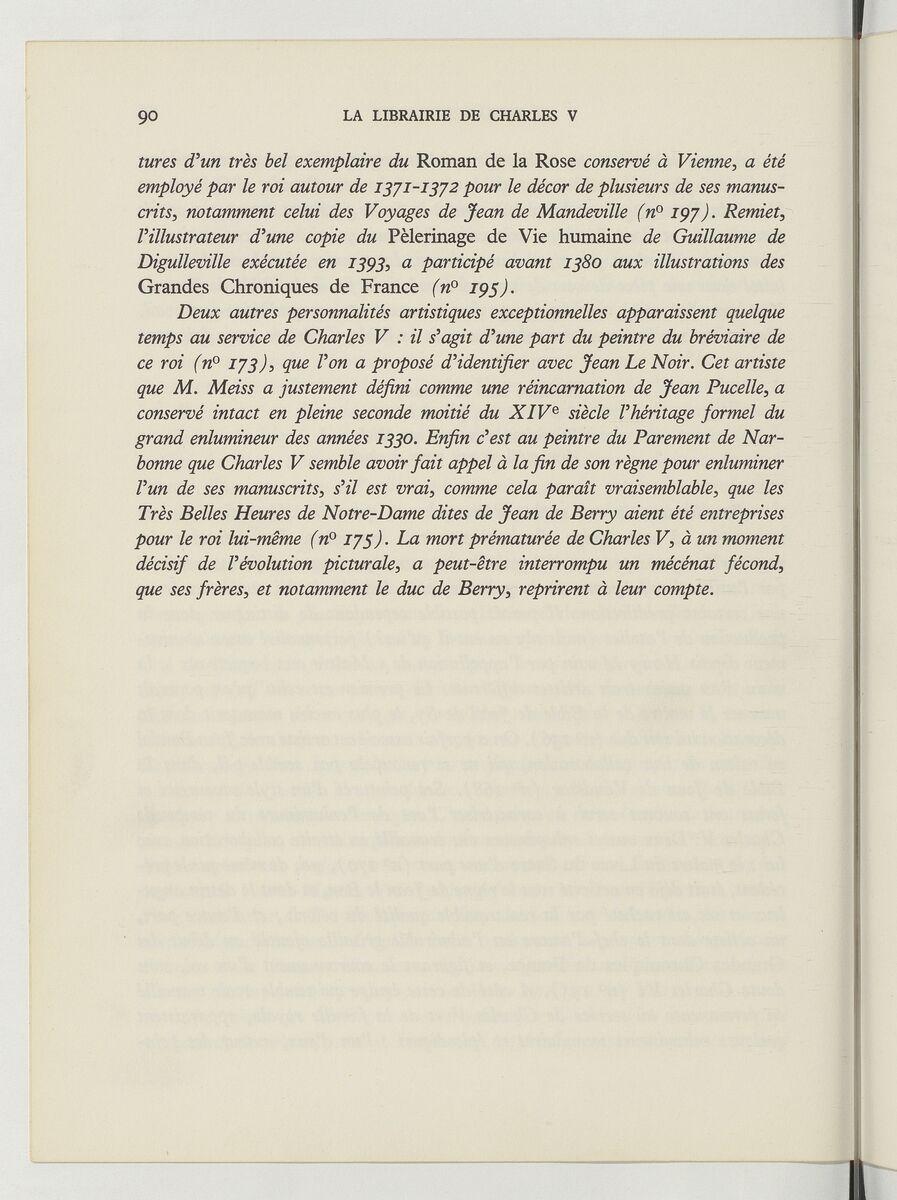 90 LA LIBRAIRIE DE CHARLES V
tures d'un très bel exemplaire du Roman de la Rose conservé à Vienne, a été
employé par le roi autour de 1371-1372 pour le décor de plusieurs de ses manus-
crits, notamment celui des Voyages de Jean de Mandeville (nº 197). Remiet,
l'illustrateur d'une copie du Pèlerinage de Vie humaine de Guillaume de
Digulleville exécutée en 1393, a participé avant 1380 aux illustrations des
Grandes Chroniques de France (nº 195).
Deux autres personnalités artistiques exceptionnelles apparaissent quelque
temps au service de Charles V : il s'agit d'une part du peintre du bréviaire de
ce roi (nº 173), que l'on a proposé d'identifier avec Jean Le Noir. Cet artiste
que M. Meiss a justement défini comme une réincarnation de Jean Pucelle, a
conservé intact en pleine seconde moitié du XIVe siècle l'héritage formel du
grand enlumineur des années 1330. Enfin c'est au peintre du Parement de Nar-
bonne que Charles V semble avoir fait appel à la fin de son règne pour enluminer
l'un de ses manuscrits, s'il est vrai, comme cela paraît vraisemblable, que les
Très Belles Heures de Notre-Dame dites de Jean de Berry aient été entreprises
pour le roi lui-même (nº 175). La mort prématurée de Charles V, à un moment
décisif de l'évolution picturale, a peut-être interrompu un mécénat fécond,
que ses frères, et notamment le duc de Berry, reprirent à leur compte.